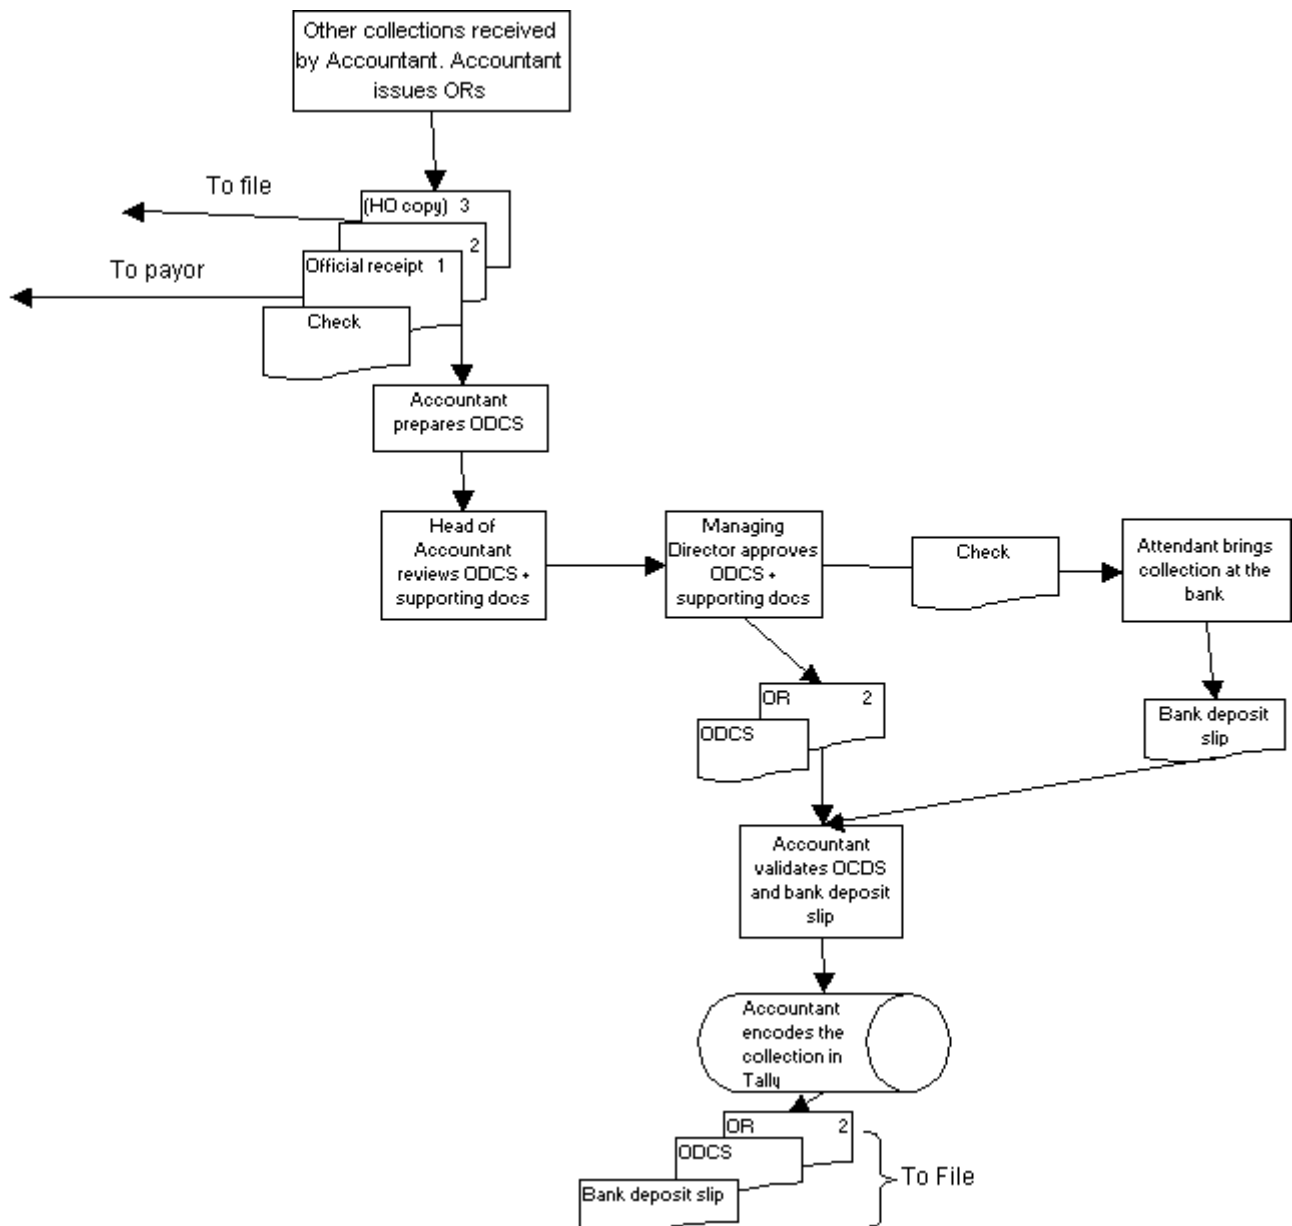 Other collections received
by Accountant. Accountant
issues ORs
To file
(HO copy) 3
2
To payor
Official receipt 1
Check
Accountant
prepares ODCS
Head of
Accountant
reviews ODCS +
supporting docs
Managing
Director approves
ODCS +
supporting docs
Check
Attendant brings
collection at the
bank
OR 2
ODCS
Bank deposit
slip
Accountant
validates OCDS
and bank deposit
slip
Accountant
encodes the
collection in
Tally
OR 2
ODCS
Bank deposit slip
To File